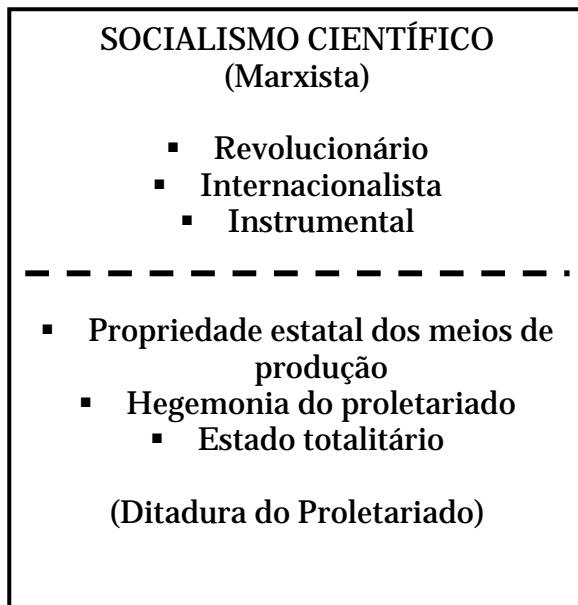 SOCIALISMO CIENTÍFICO
(Marxista)
▪ Revolucionário
▪ Internacionalista
▪ Instrumental
▪ Propriedade estatal dos meios de
produção
▪ Hegemonia do proletariado
▪ Estado totalitário
(Ditadura do Proletariado)